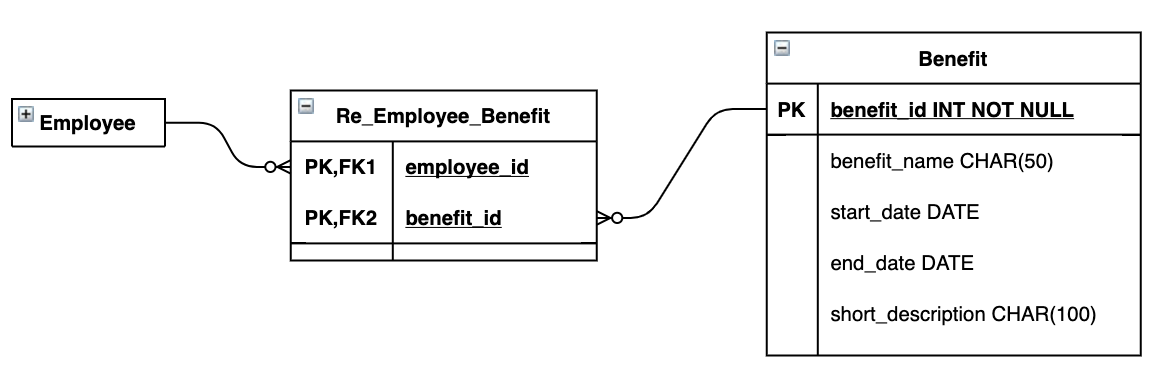 Employee
Re_Employee_Benefit
PK,FK1 employee_id
PK,FK2 benefit_id
Benefit
PK benefit_id INT NOT NULL
benefit_name CHAR(50)
start_date DATE
end_date DATE
short_description CHAR(100)